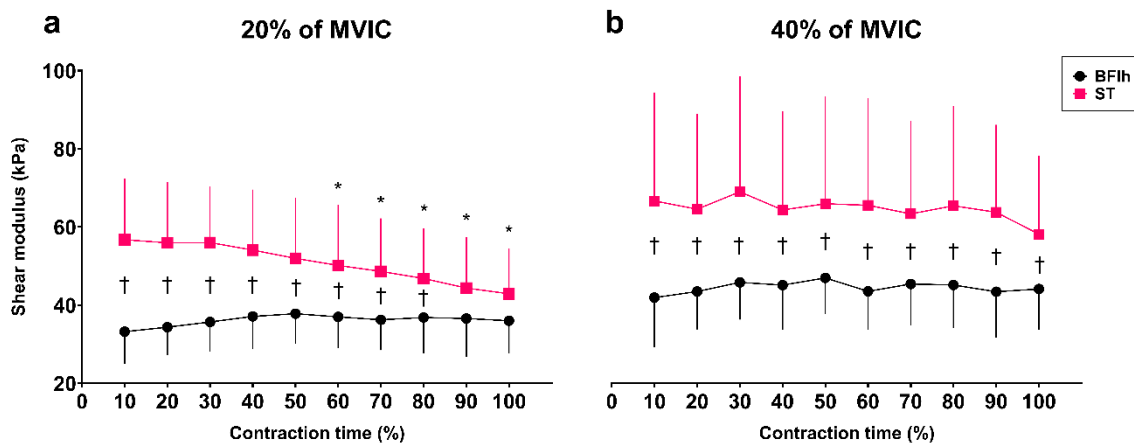 a
20% of MVIC
b
40% of MVIC
BFlh
ST
Shear modulus (kPa)
100
80
60
40
20
* * * * *
† † † † † † † †
† † † † † † † † † †
0 10 20 30 40 50 60 70 80 90 100
0 10 20 30 40 50 60 70 80 90 100
Contraction time (%)
Contraction time (%)